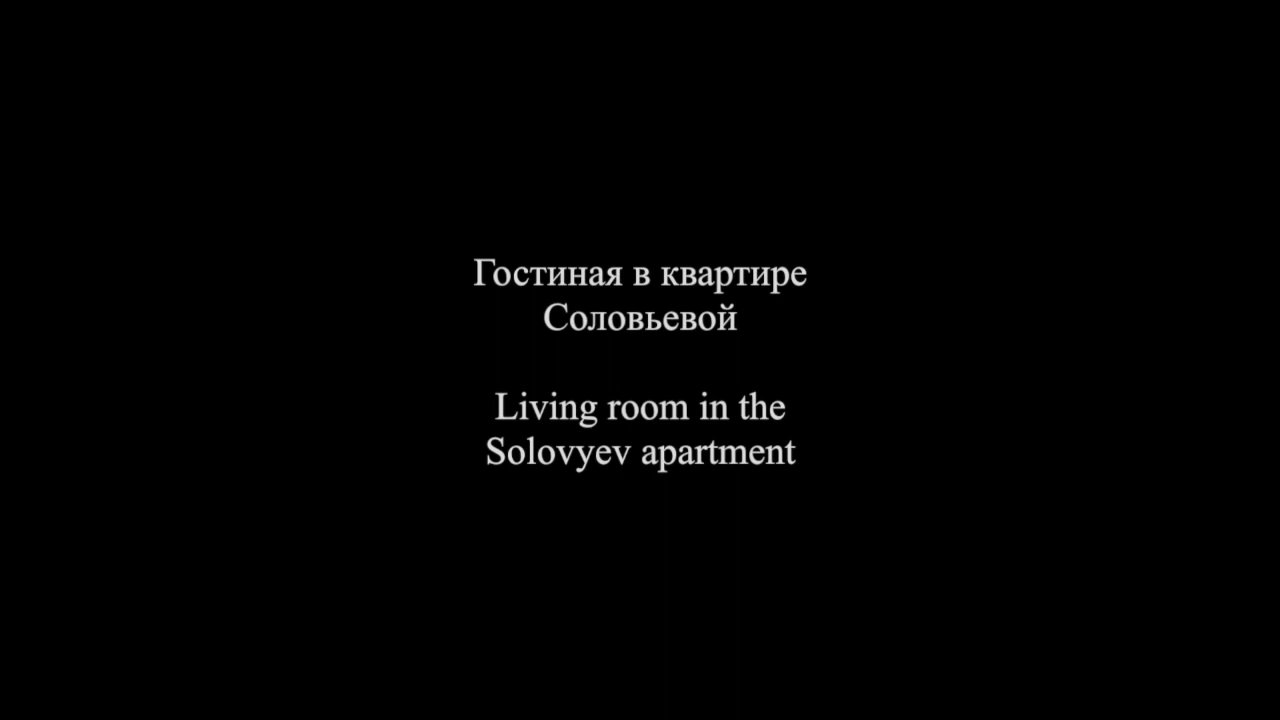 Гостиная в квартире
Соловьевой
Living room in the
Solovyev apartment